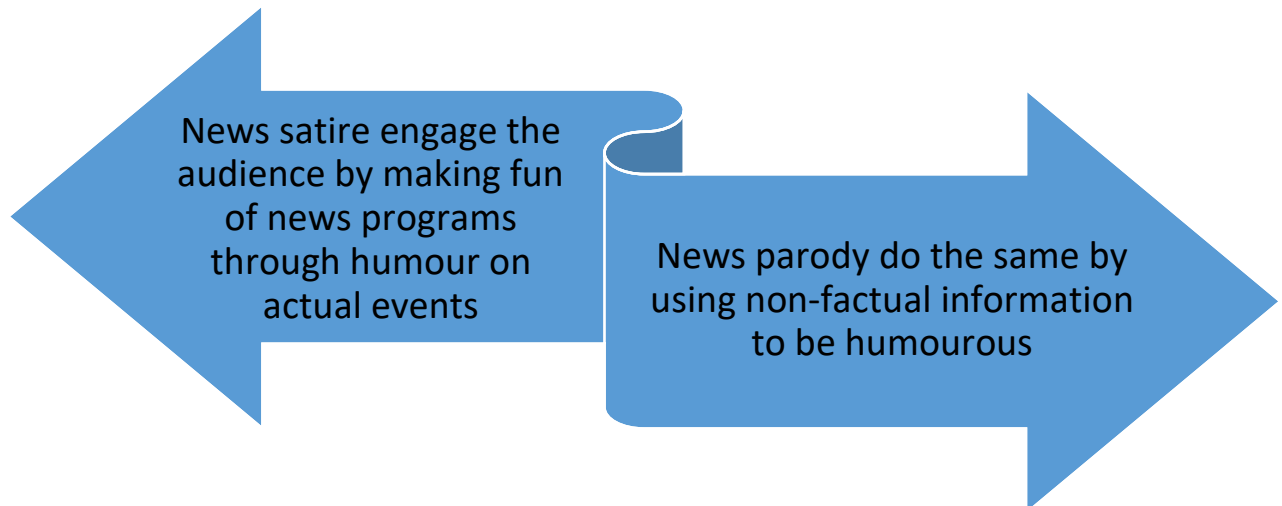 News satire engage the
audience by making fun
of news programs
through humour on
actual events
News parody do the same by
using non-factual information
to be humourous